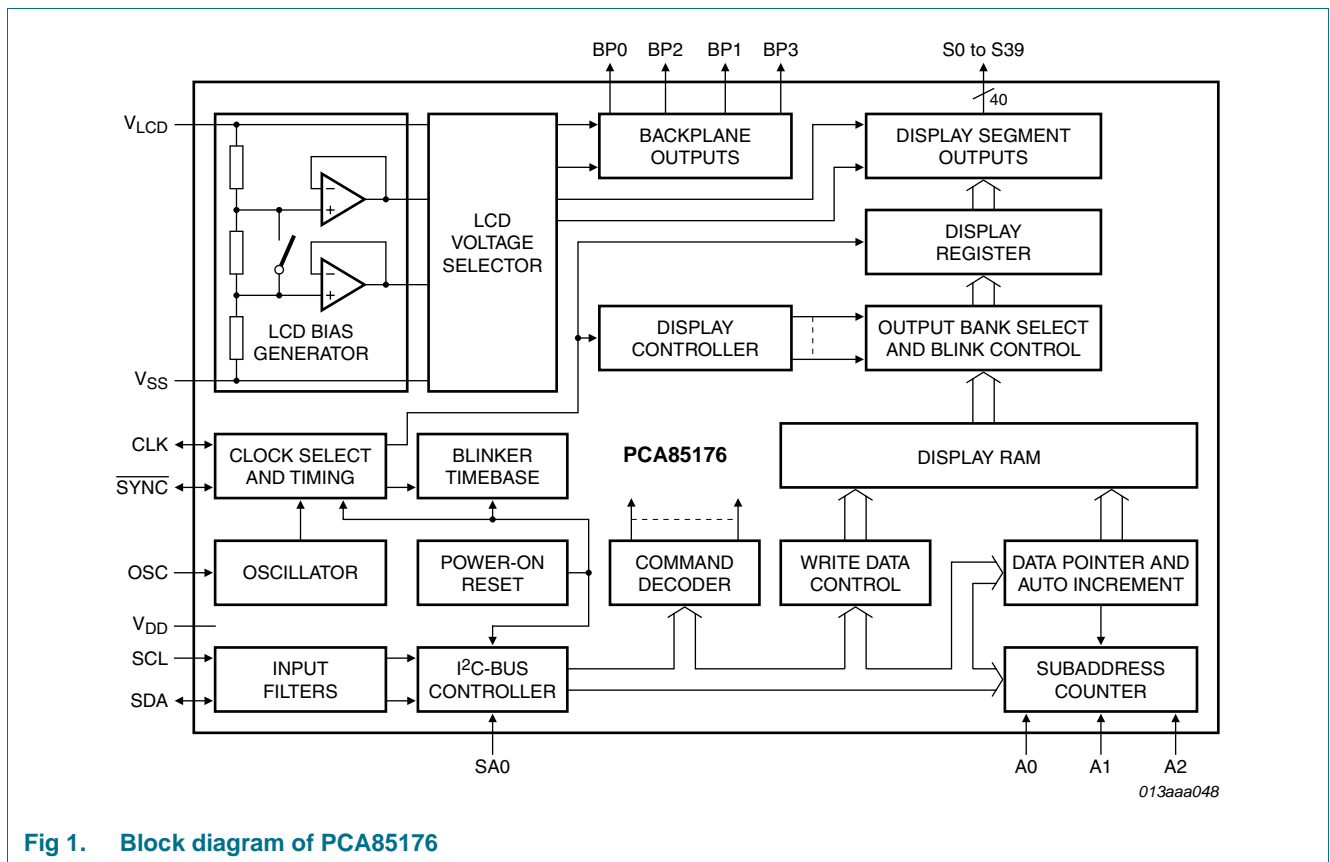 BP0 BP2 BP1 BP3 S0 to S39
40
VLCD
BACKPLANE
OUTPUTS
DISPLAY SEGMENT
OUTPUTS
-
+
LCD
VOLTAGE
SELECTOR
DISPLAY
REGISTER
-
+
LCD BIAS
GENERATOR
DISPLAY
CONTROLLER
OUTPUT BANK SELECT
AND BLINK CONTROL
VSS
CLK
SYNC
CLOCK SELECT
AND TIMING
BLINKER
TIMEBASE
PCA85176
DISPLAY RAM
OSC
OSCILLATOR
POWER-ON
RESET
COMMAND
DECODER
WRITE DATA
CONTROL
DATA POINTER AND
AUTO INCREMENT
VDD
SCL
SDA
INPUT
FILTERS
I2C-BUS
CONTROLLER
SUBADDRESS
COUNTER
SA0 A0 A1 A2
013aaa048
Fig 1. Block diagram of PCA85176